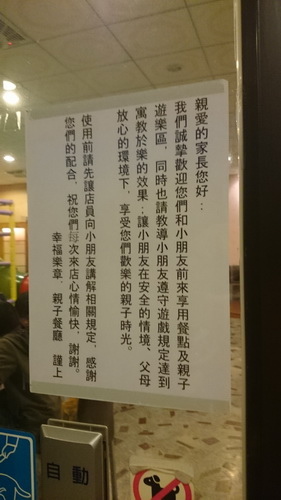 親愛的家長您好：
我們誠摯歡迎您們和小朋友前來享用餐點及親子
遊樂區，同時也請教導小朋友遵守遊戲規定達到
寓教於樂的效果；讓小朋友在安全的情境、父母
放心的環境下，享受您們歡樂的親子時光。
使用前請先讓店員向小朋友講解相關規定，感謝
您們的配合，祝您們每次來店心情愉快，謝謝。
幸福樂章．親子餐廳　謹上
自動